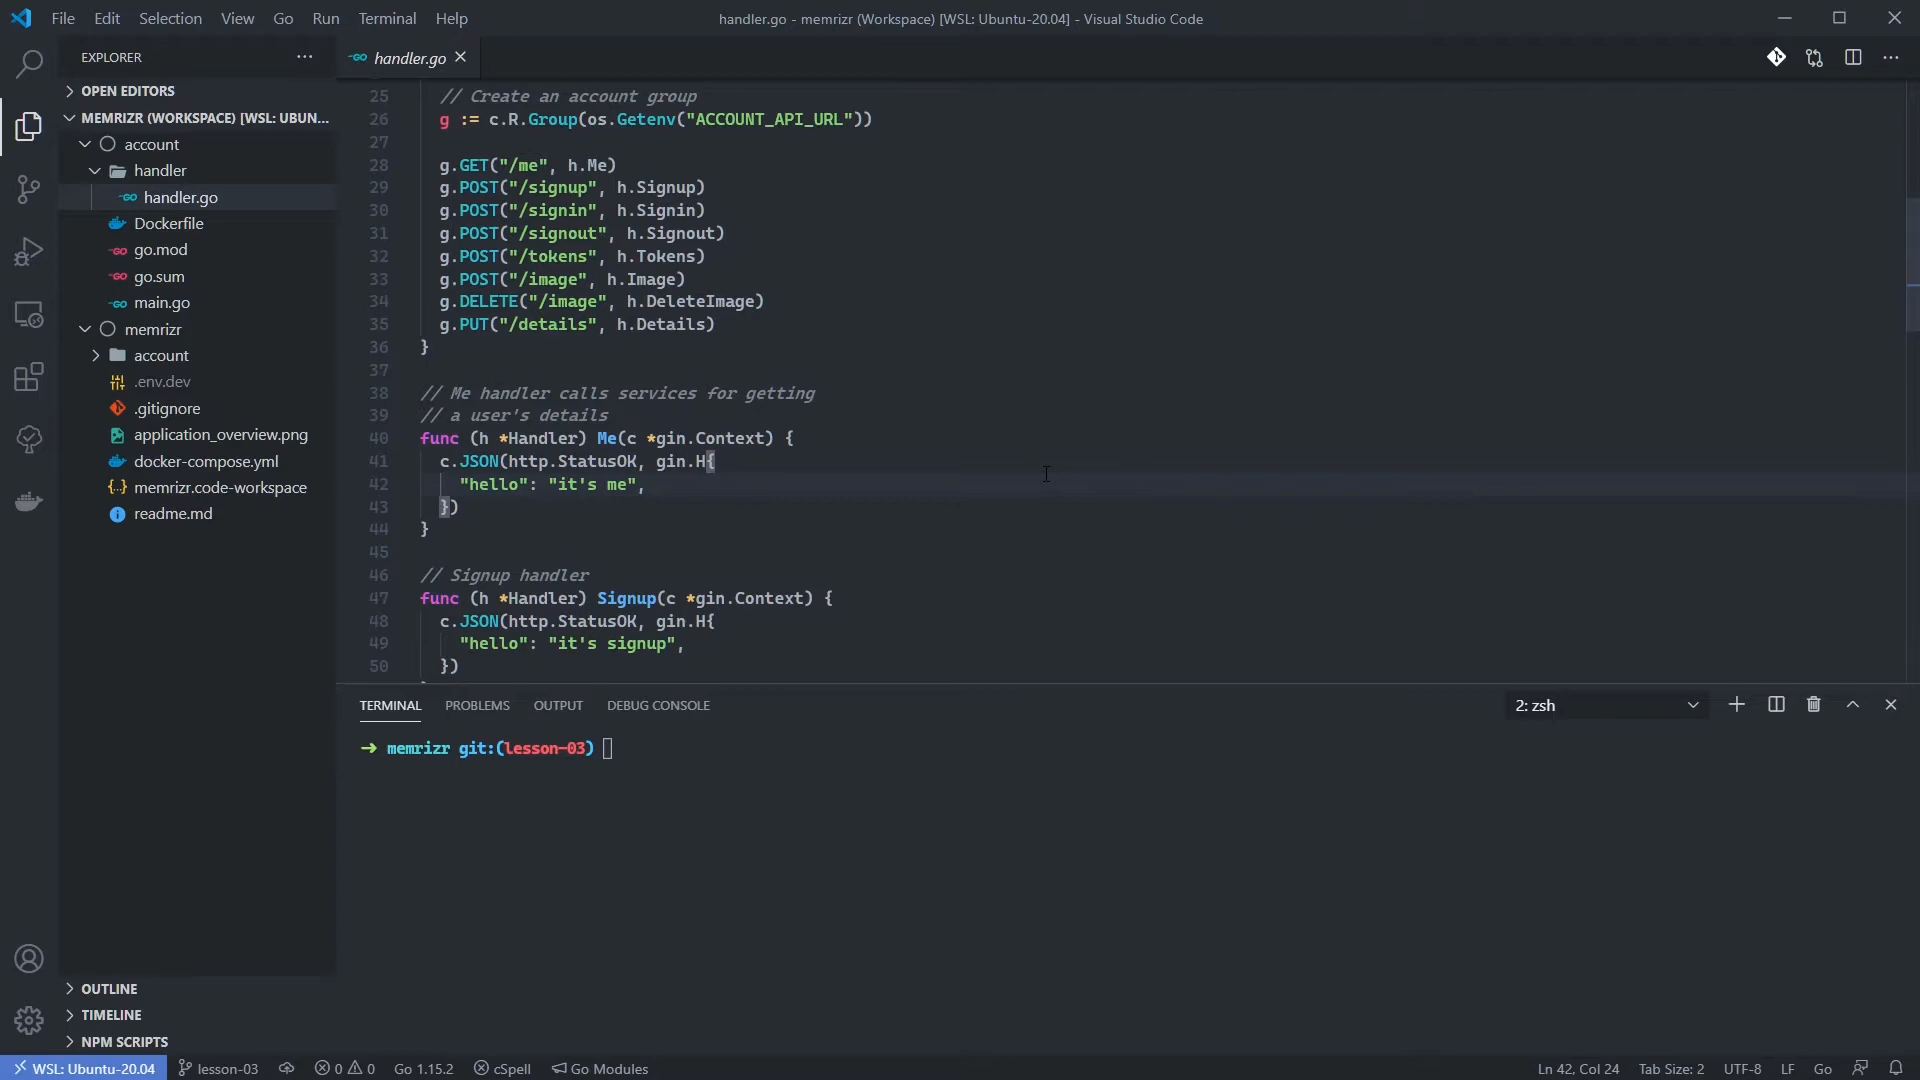 File Edit Selection View Go Run Terminal Help
handler.go - memrizr (Workspace) [WSL: Ubuntu-20.04] - Visual Studio Code
EXPLORER
OPEN EDITORS
MEMRIZR (WORKSPACE) [WSL: UBUN...
account
handler
handler.go
Dockerfile
go.mod
go.sum
main.go
memrizr
account
.env.dev
.gitignore
application_overview.png
docker-compose.yml
memrizr.code-workspace
readme.md
OUTLINE
TIMELINE
NPM SCRIPTS
handler.go
25 // Create an account group
26 g := c.R.Group(os.Getenv("ACCOUNT_API_URL"))
27
28 g.GET("/me", h.Me)
29 g.POST("/signup", h.Signup)
30 g.POST("/signin", h.Signin)
31 g.POST("/signout", h.Signout)
32 g.POST("/tokens", h.Tokens)
33 g.POST("/image", h.Image)
34 g.DELETE("/image", h.DeleteImage)
35 g.PUT("/details", h.Details)
36 }
37
38 // Me handler calls services for getting
39 // a user's details
40 func (h *Handler) Me(c *gin.Context) {
41 c.JSON(http.StatusOK, gin.H{
42 "hello": "it's me",
43 })
44 }
45
46 // Signup handler
47 func (h *Handler) Signup(c *gin.Context) {
48 c.JSON(http.StatusOK, gin.H{
49 "hello": "it's signup",
50 })
TERMINAL PROBLEMS OUTPUT DEBUG CONSOLE
2: zsh
→ memrizr git:(lesson-03)
WSL: Ubuntu-20.04 lesson-03 0 0 Go 1.15.2 cSpell Go Modules Ln 42, Col 24 Tab Size: 2 UTF-8 LF Go